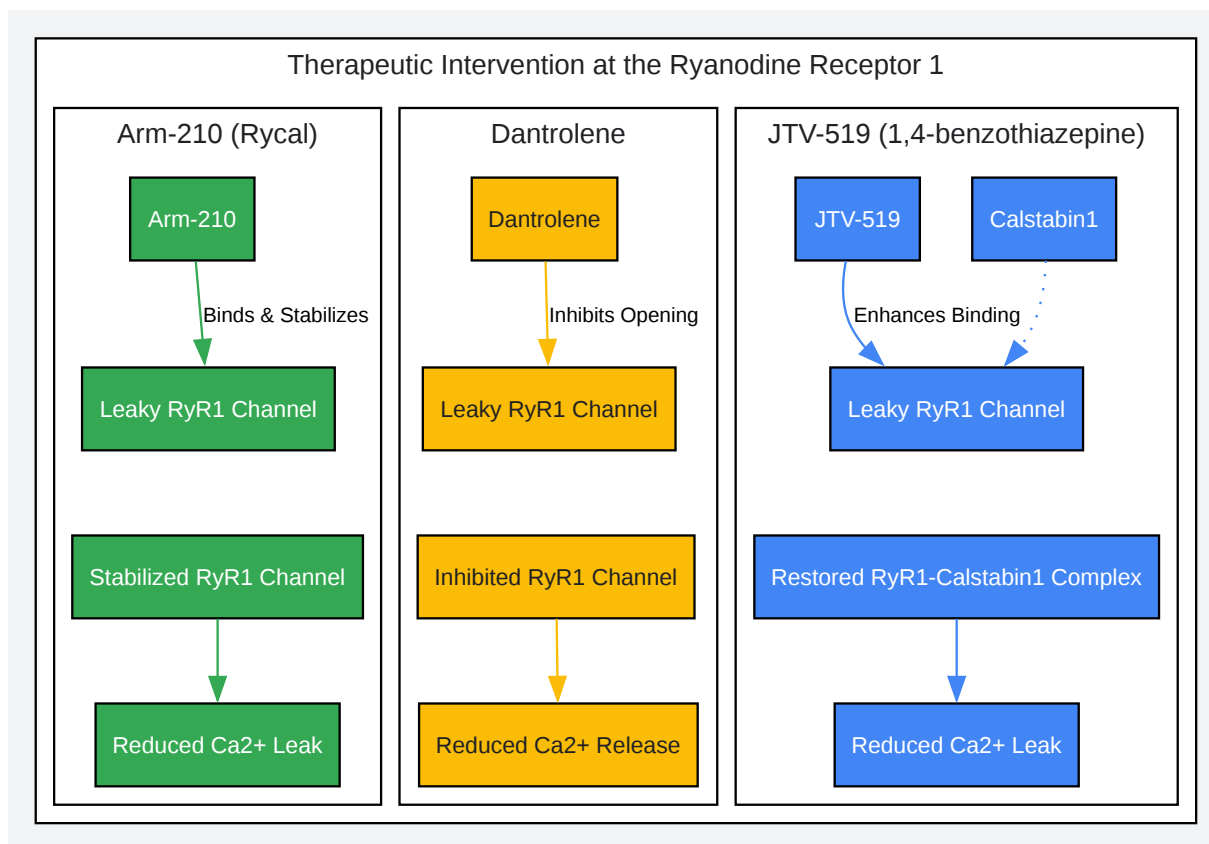 Therapeutic Intervention at the Ryanodine Receptor 1
Arm-210 (Rycal)
Arm-210
Binds & Stabilizes
Leaky RyR1 Channel
Stabilized RyR1 Channel
Reduced Ca2+ Leak
Dantrolene
Dantrolene
Inhibits Opening
Leaky RyR1 Channel
Inhibited RyR1 Channel
Reduced Ca2+ Release
JTV-519 (1,4-benzothiazepine)
JTV-519
Calstabin1
Enhances Binding
Leaky RyR1 Channel
Restored RyR1-Calstabin1 Complex
Reduced Ca2+ Leak